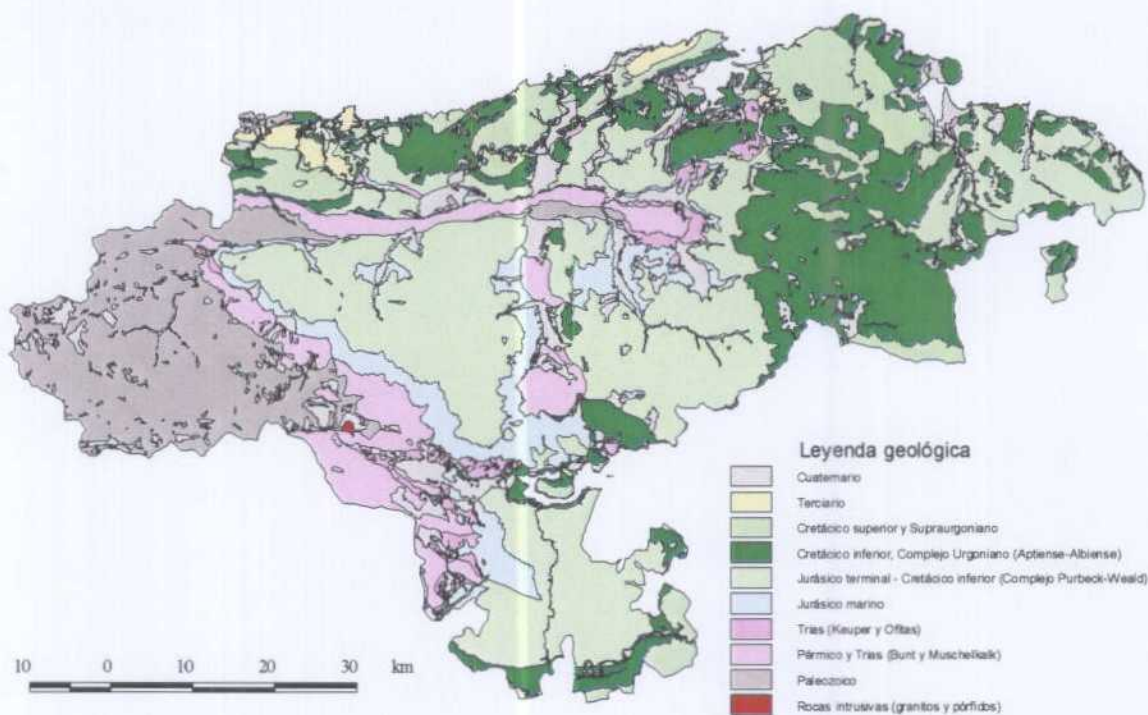 Leyenda geológica
Cuaternario
Terciario
Cretácico superior y Supraurgoniano
Cretácico inferior, Complejo Urgoniano (Aptiense-Albiense)
Jurásico terminal - Cretácico inferior (Complejo Purbeck-Weald)
Jurásico marino
Trias (Keuper y Ofitas)
Pérmico y Trias (Bunt y Muschelkalk)
Paleozoico
Rocas intrusivas (granitos y pórfidos)
10 0 10 20 30 km